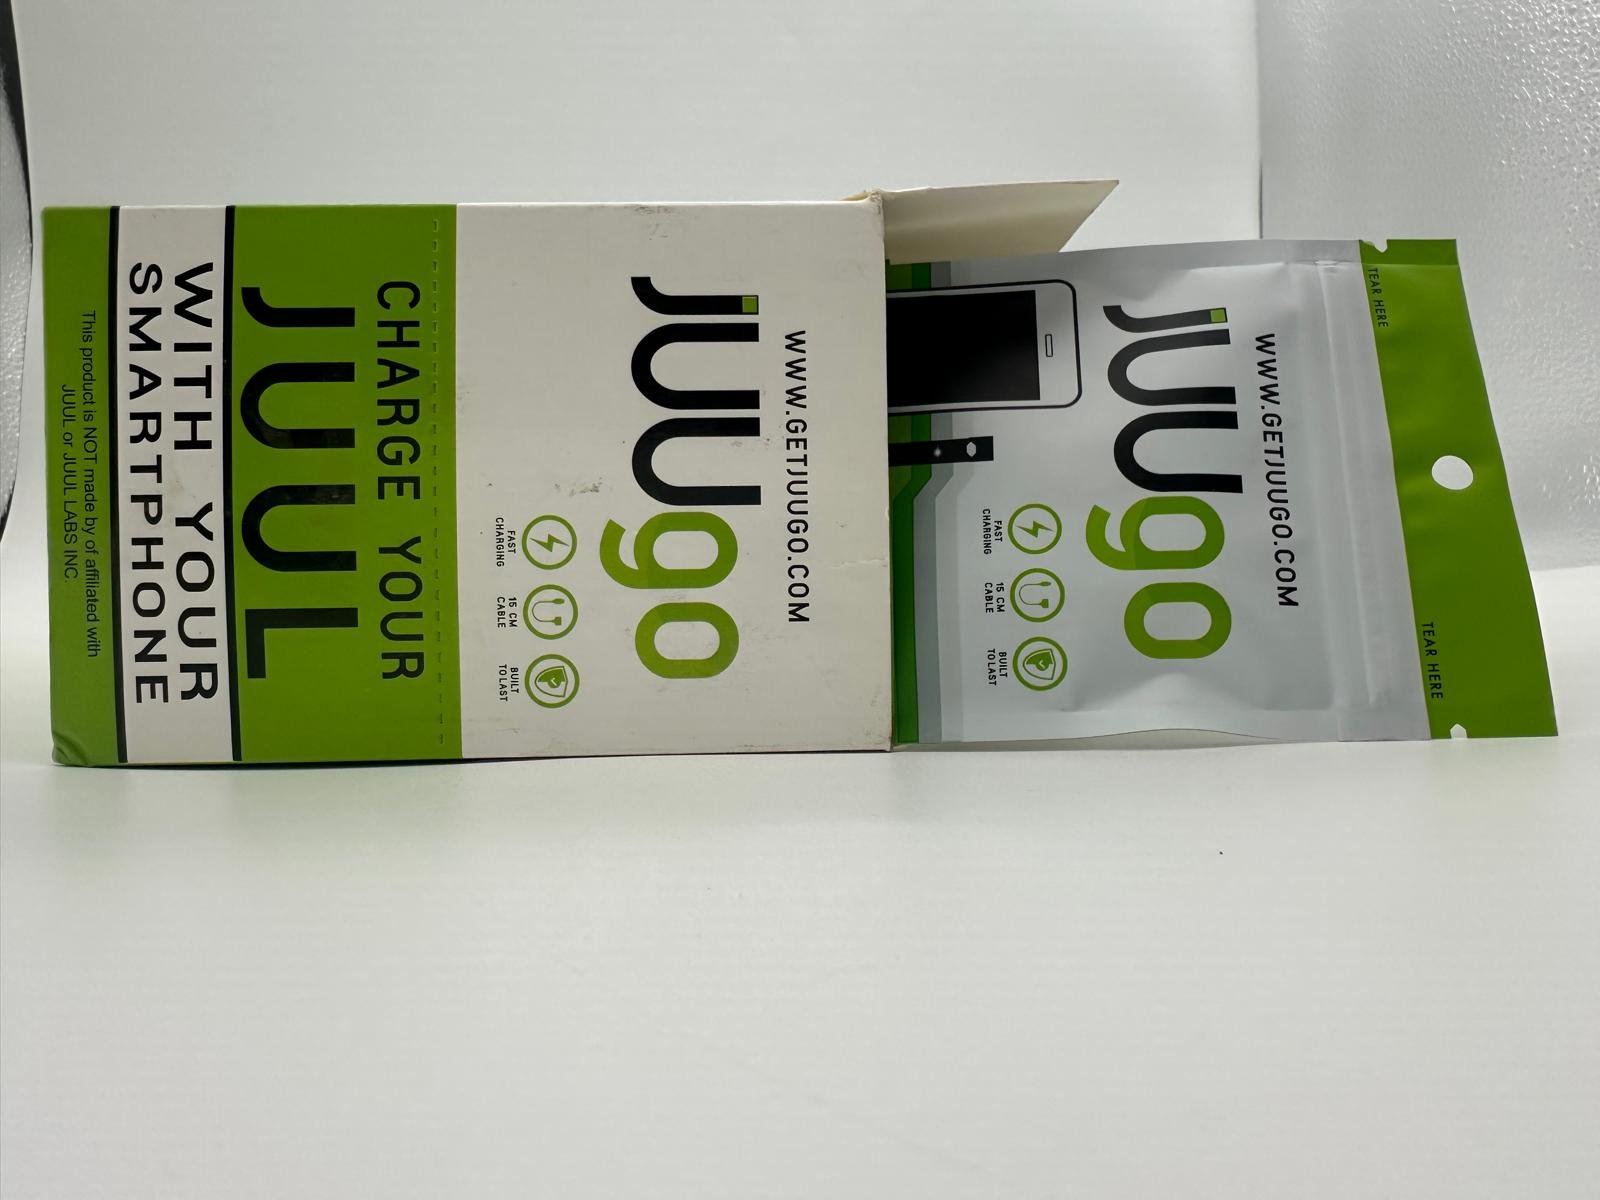 CHARGE YOUR
JUUL
WITH YOUR
SMARTPHONE
This product is NOT made by of affiliated with
JUUL or JUUL LABS INC.
WWW.GETJUUGO.COM
JUUgo
FAST
CHARGING
15 CM
CABLE
BUILT
TO LAST
TEAR HERE
TEAR HERE
WWW.GETJUUGO.COM
JUUgo
FAST
CHARGING
15 CM
CABLE
BUILT
TO LAST